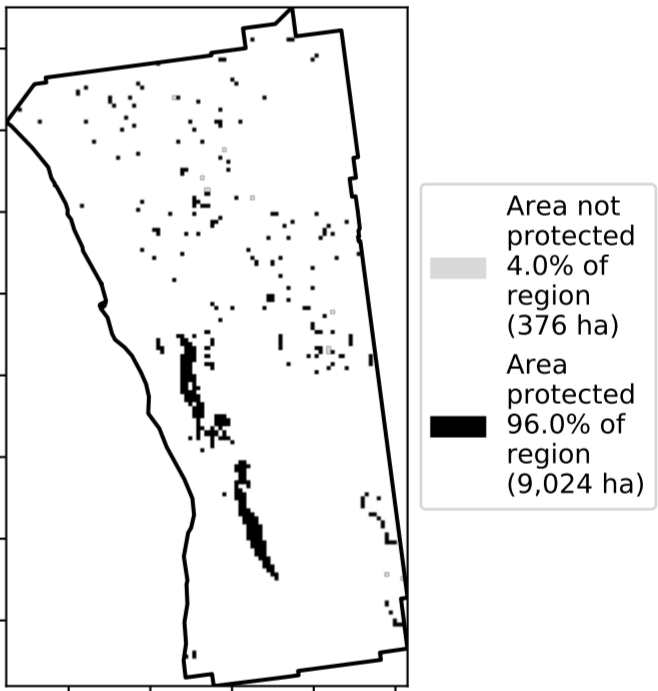 Area not
protected
4.0% of
region
(376 ha)
Area
protected
96.0% of
region
(9,024 ha)